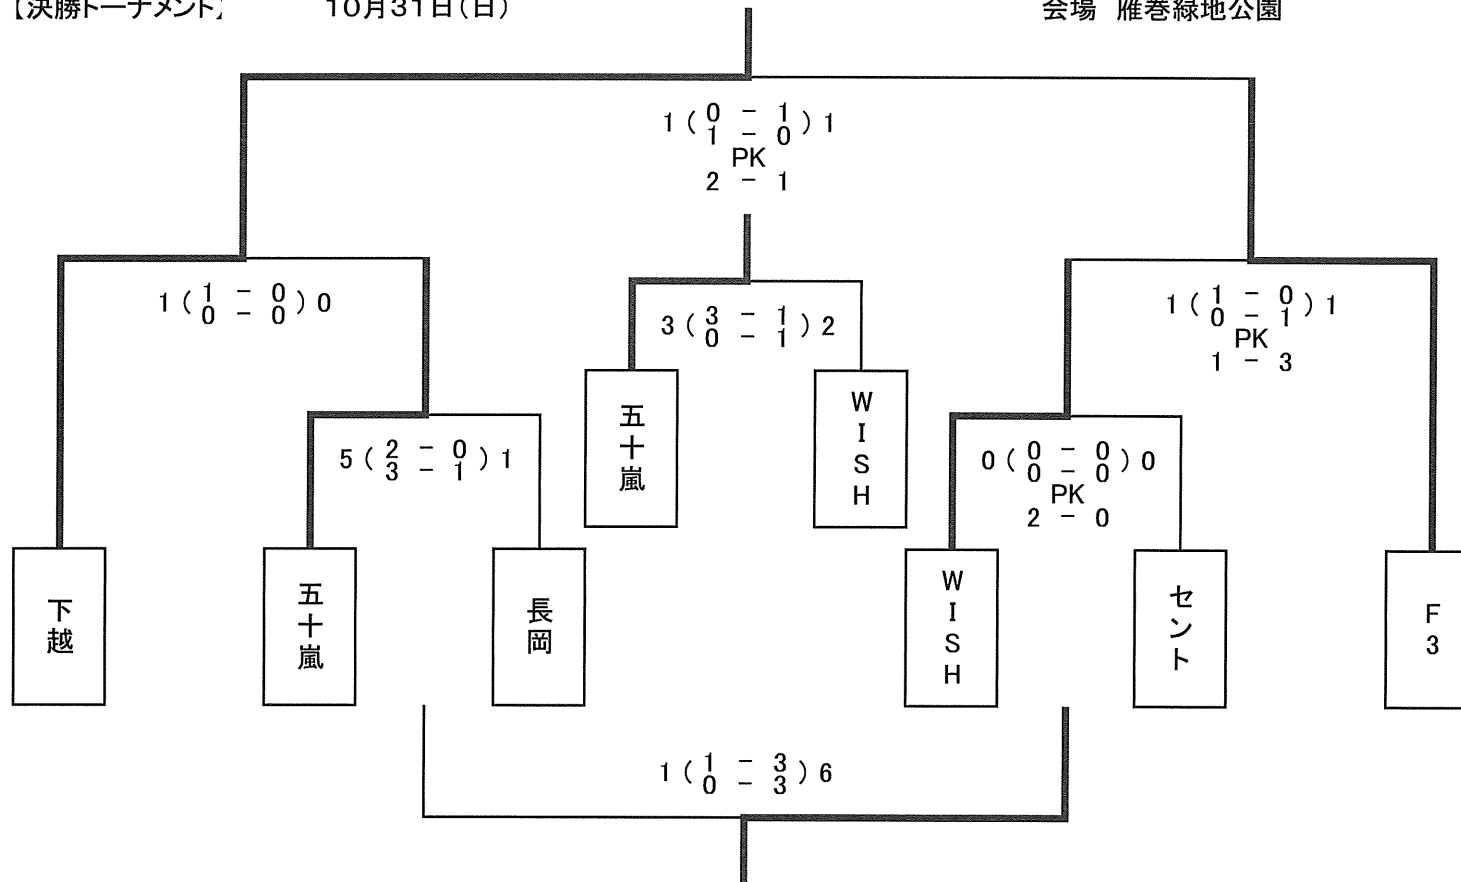 【決勝トーナメント】 10月31日(日) 会場 雁巻緑地公園
1 ( 0 - 1 ) 1
1 - 0
PK
2 - 1
1 ( 1 - 0 ) 0
0 - 0
3 ( 3 - 1 ) 2
0 - 1
1 ( 1 - 0 ) 1
0 - 1
PK
1 - 3
五十嵐
WISH
5 ( 2 - 0 ) 1
3 - 1
0 ( 0 - 0 ) 0
0 - 0
PK
2 - 0
下越
五十嵐
長岡
WISH
セント
F3
1 ( 1 - 3 ) 6
0 - 3